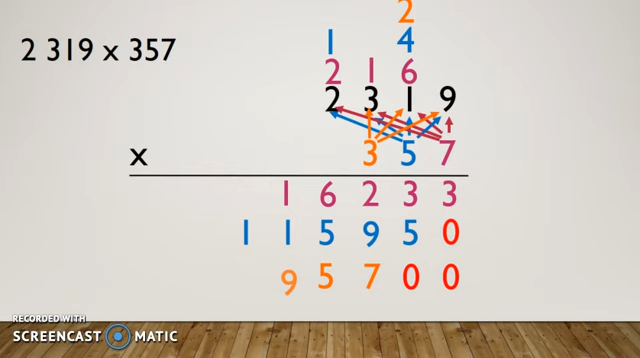 2
2 319 x 357
1 4
2 1 6
2 3 1 9
x 3 5 7
1 6 2 3 3
1 1 5 9 5 0
9 5 7 0 0
RECORDED WITH
SCREENCAST MATIC